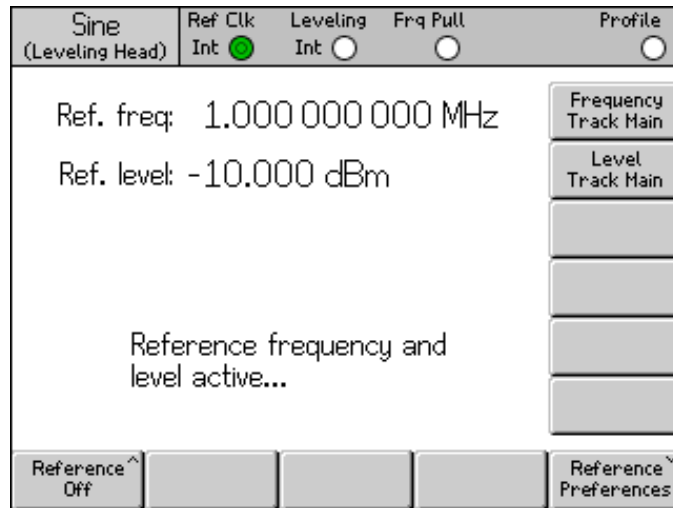 Sine
(Leveling Head)
Ref Clk
Int
Leveling
Int
Frq Pull
Profile
Ref. freq: 1.000 000 000 MHz
Ref. level: -10.000 dBm
Frequency
Track Main
Level
Track Main
Reference frequency and
level active...
Reference^
Off
Reference˅
Preferences